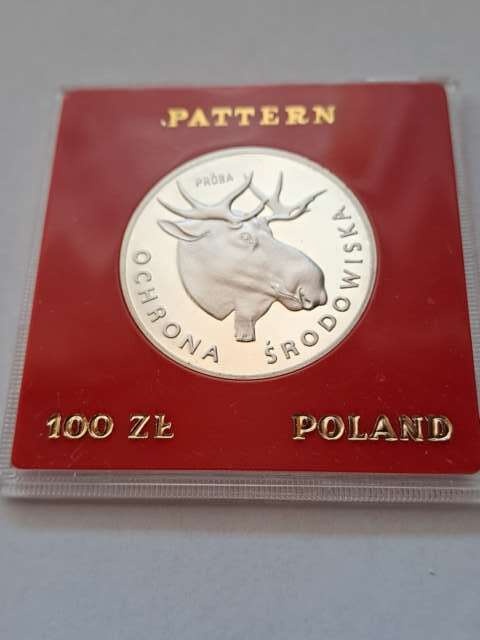 PATTERN
PRÓBA
OCHRONA ŚRODOWISKA
100 ZŁ POLAND